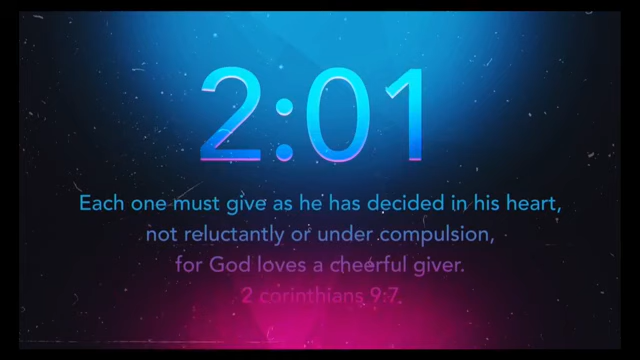 2:01
Each one must give as he has decided in his heart,
not reluctantly or under compulsion,
for God loves a cheerful giver.
2 corinthians 9:7